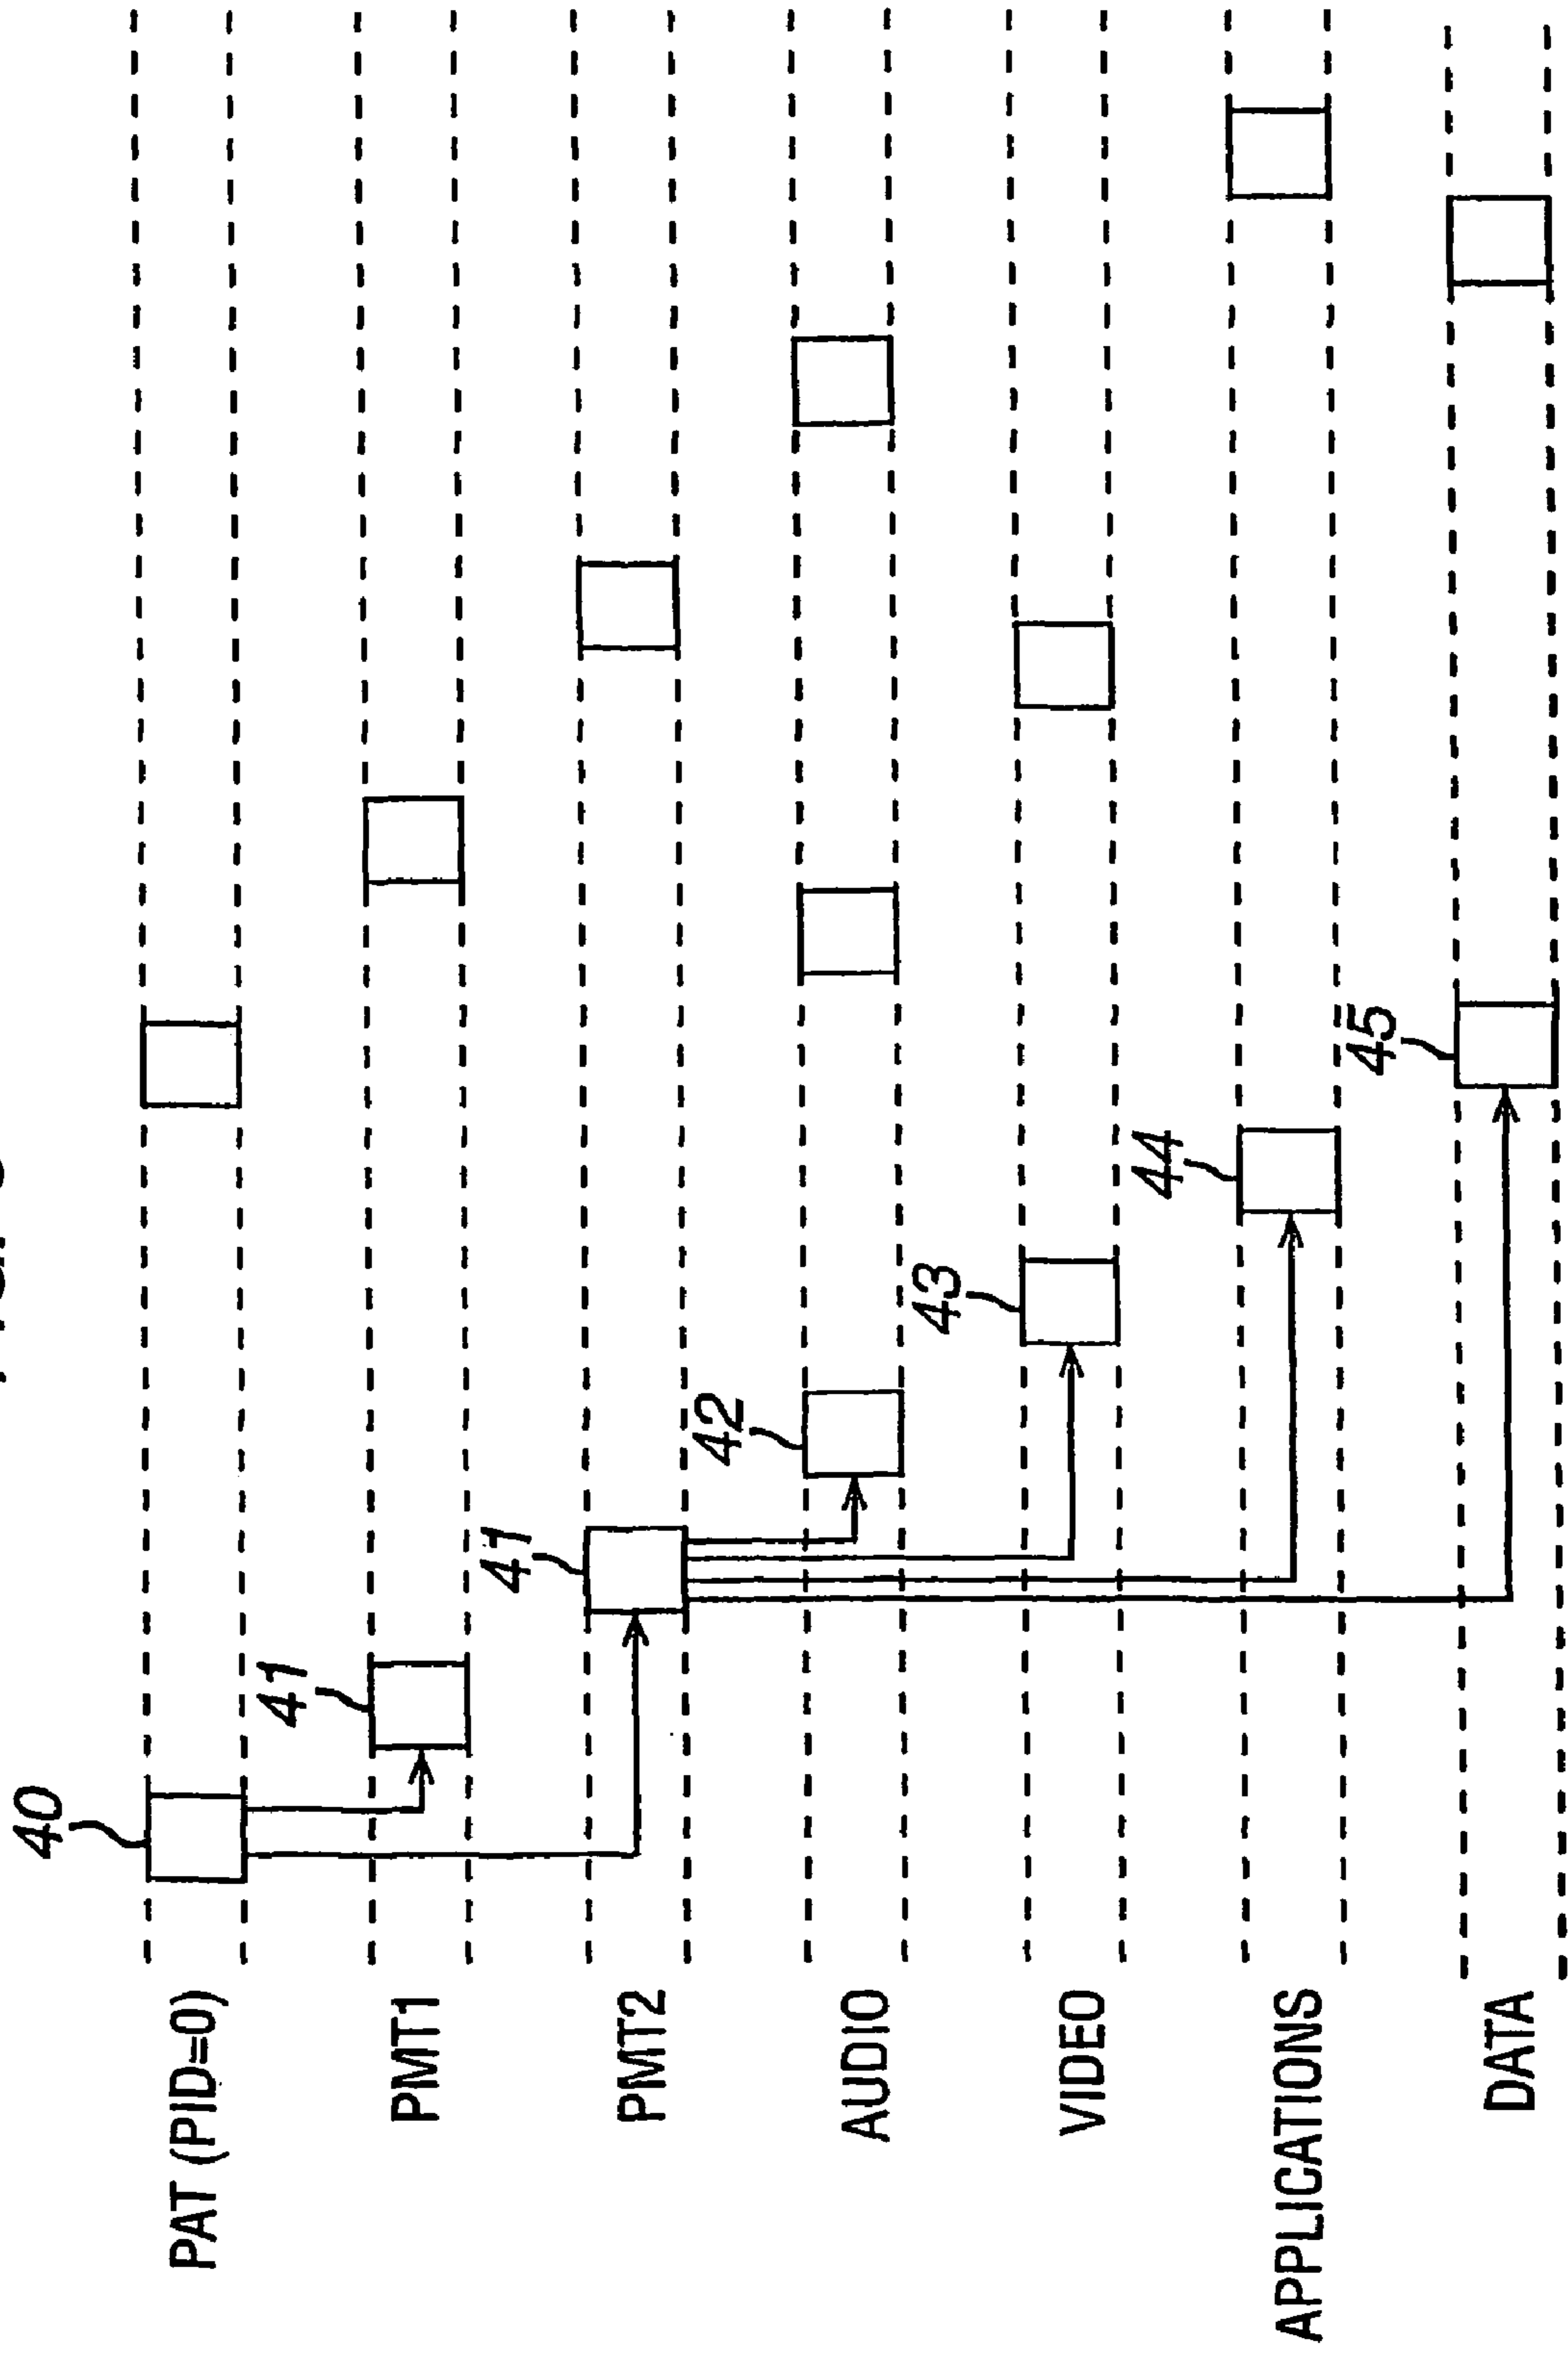 40
PAT (PID=0)
41
PMT1
41
PMT2
42
AUDIO
43
VIDEO
44
APPLICATIONS
45
DATA